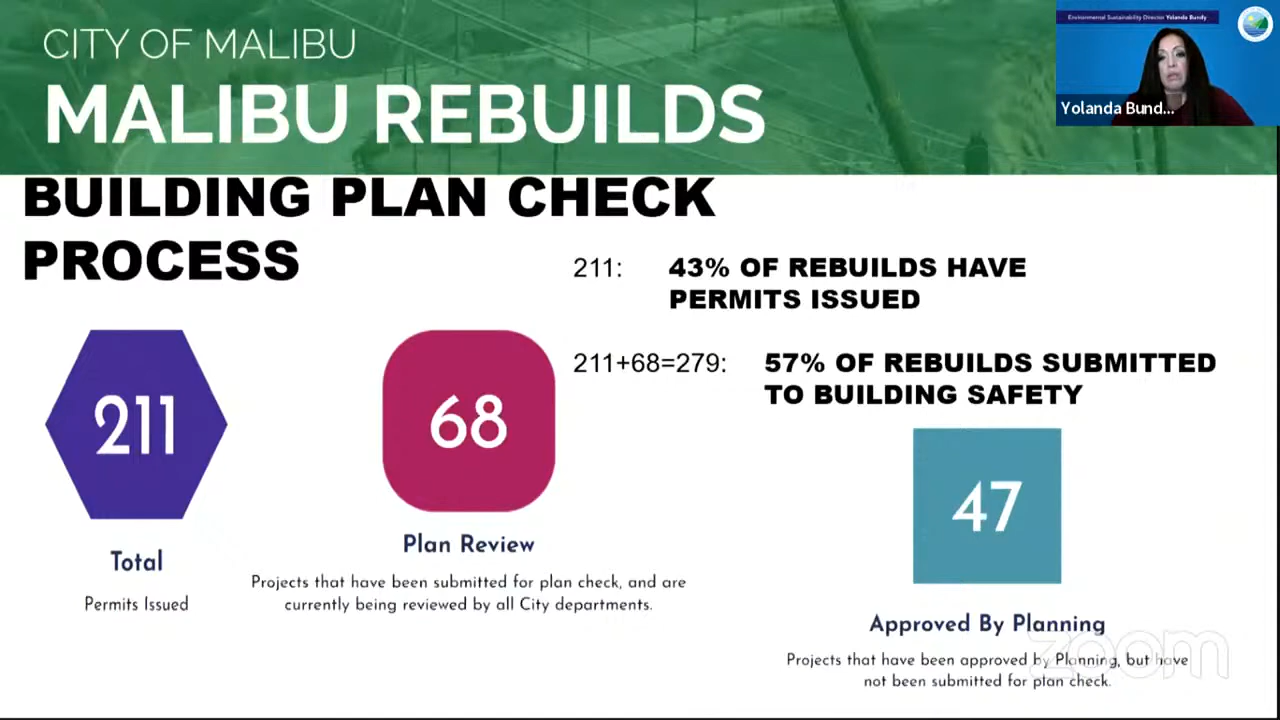 CITY OF MALIBU
MALIBU REBUILDS
Environmental Sustainability Director Yolanda Bundy
Yolanda Bund...
BUILDING PLAN CHECK
PROCESS
211: 43% OF REBUILDS HAVE
PERMITS ISSUED
211+68=279: 57% OF REBUILDS SUBMITTED
TO BUILDING SAFETY
211
Total
Permits Issued
68
Plan Review
Projects that have been submitted for plan check, and are
currently being reviewed by all City departments.
47
Approved By Planning
Projects that have been approved by Planning, but have
not been submitted for plan check.
zoom